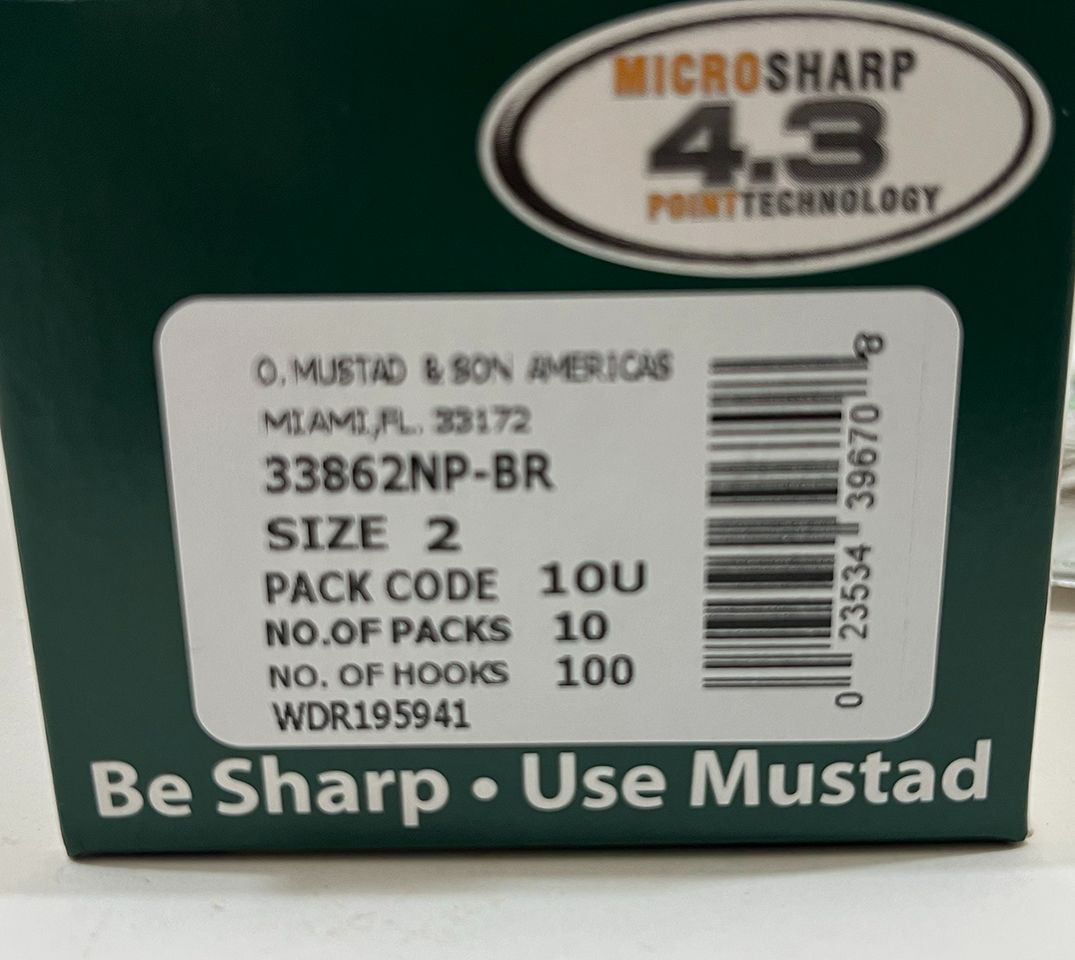 MICROSHARP
4.3
POINTTECHNOLOGY
O. MUSTAD & SON AMERICAS
MIAMI,FL. 33172
33862NP-BR
SIZE 2
PACK CODE 10U
NO.OF PACKS 10
NO. OF HOOKS 100
WDR195941
0 23534 39670 8
Be Sharp • Use Mustad